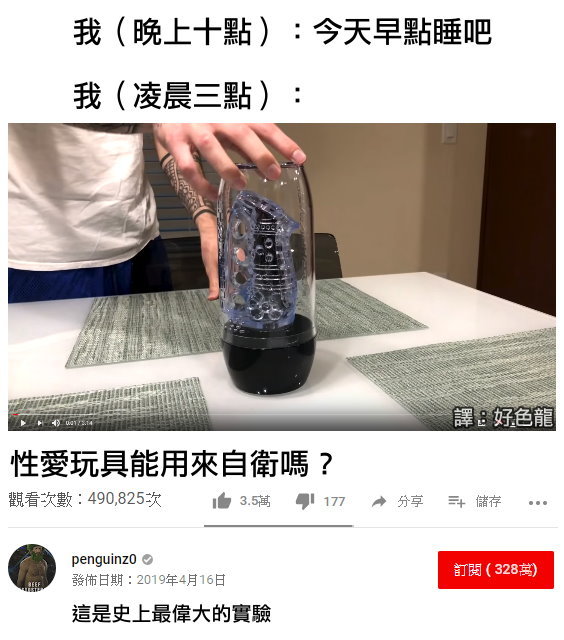 我（晚上十點）：今天早點睡吧
我（凌晨三點）：
0:01 / 3:14
譯：好色龍
性愛玩具能用來自衛嗎？
觀看次數：490,825次
3.5萬
177
分享
儲存
penguinz0
發佈日期：2019年4月16日
訂閱 ( 328萬)
這是史上最偉大的實驗